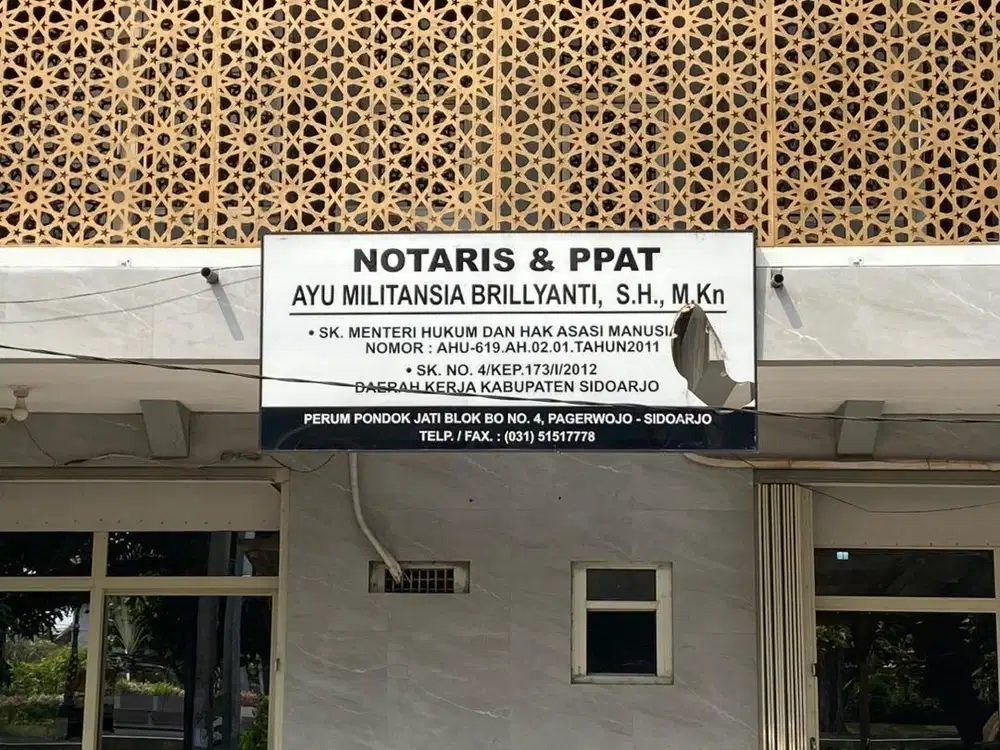 NOTARIS & PPAT
AYU MILITANSIA BRILLYANTI, S.H., M.Kn
• SK. MENTERI HUKUM DAN HAK ASASI MANUSIA
NOMOR : AHU-619.AH.02.01.TAHUN2011
• SK. NO. 4/KEP.173/I/2012
DAERAH KERJA KABUPATEN SIDOARJO
PERUM PONDOK JATI BLOK BO NO. 4, PAGERWOJO - SIDOARJO
TELP. / FAX. : (031) 51517778